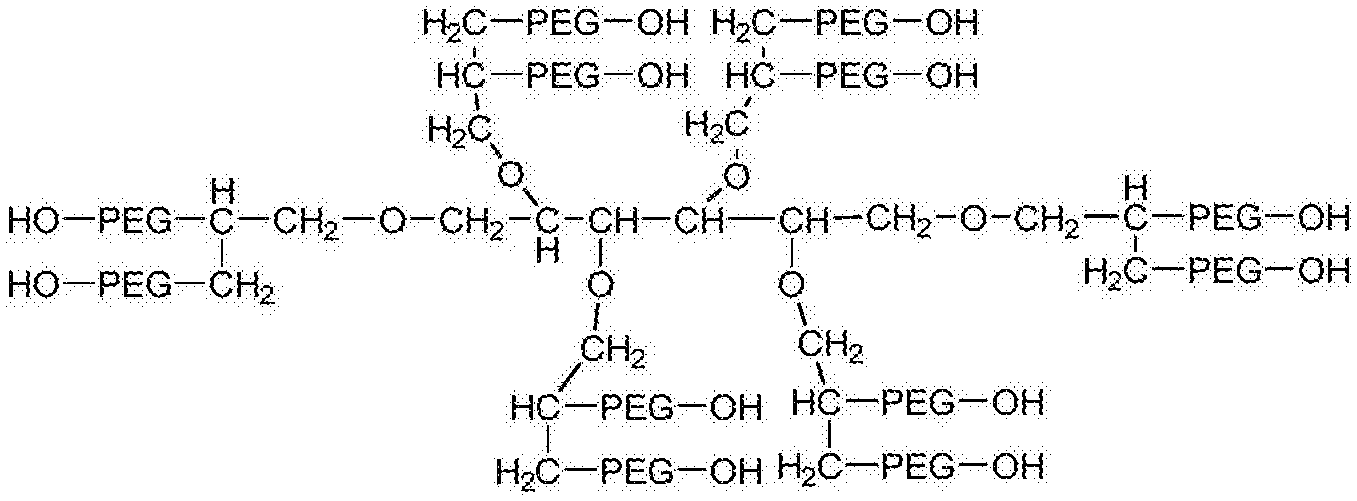 H₂C—PEG—OH H₂C—PEG—OH
HC—PEG—OH HC—PEG—OH
H₂C H₂C
O O
H H
HO—PEG—C—CH₂—O—CH₂—C—CH—CH—CH—CH₂—O—CH₂—C—PEG—OH
H
HO—PEG—CH₂ O O H₂C—PEG—OH
CH₂ CH₂
HC—PEG—OH HC—PEG—OH
H₂C—PEG—OH H₂C—PEG—OH